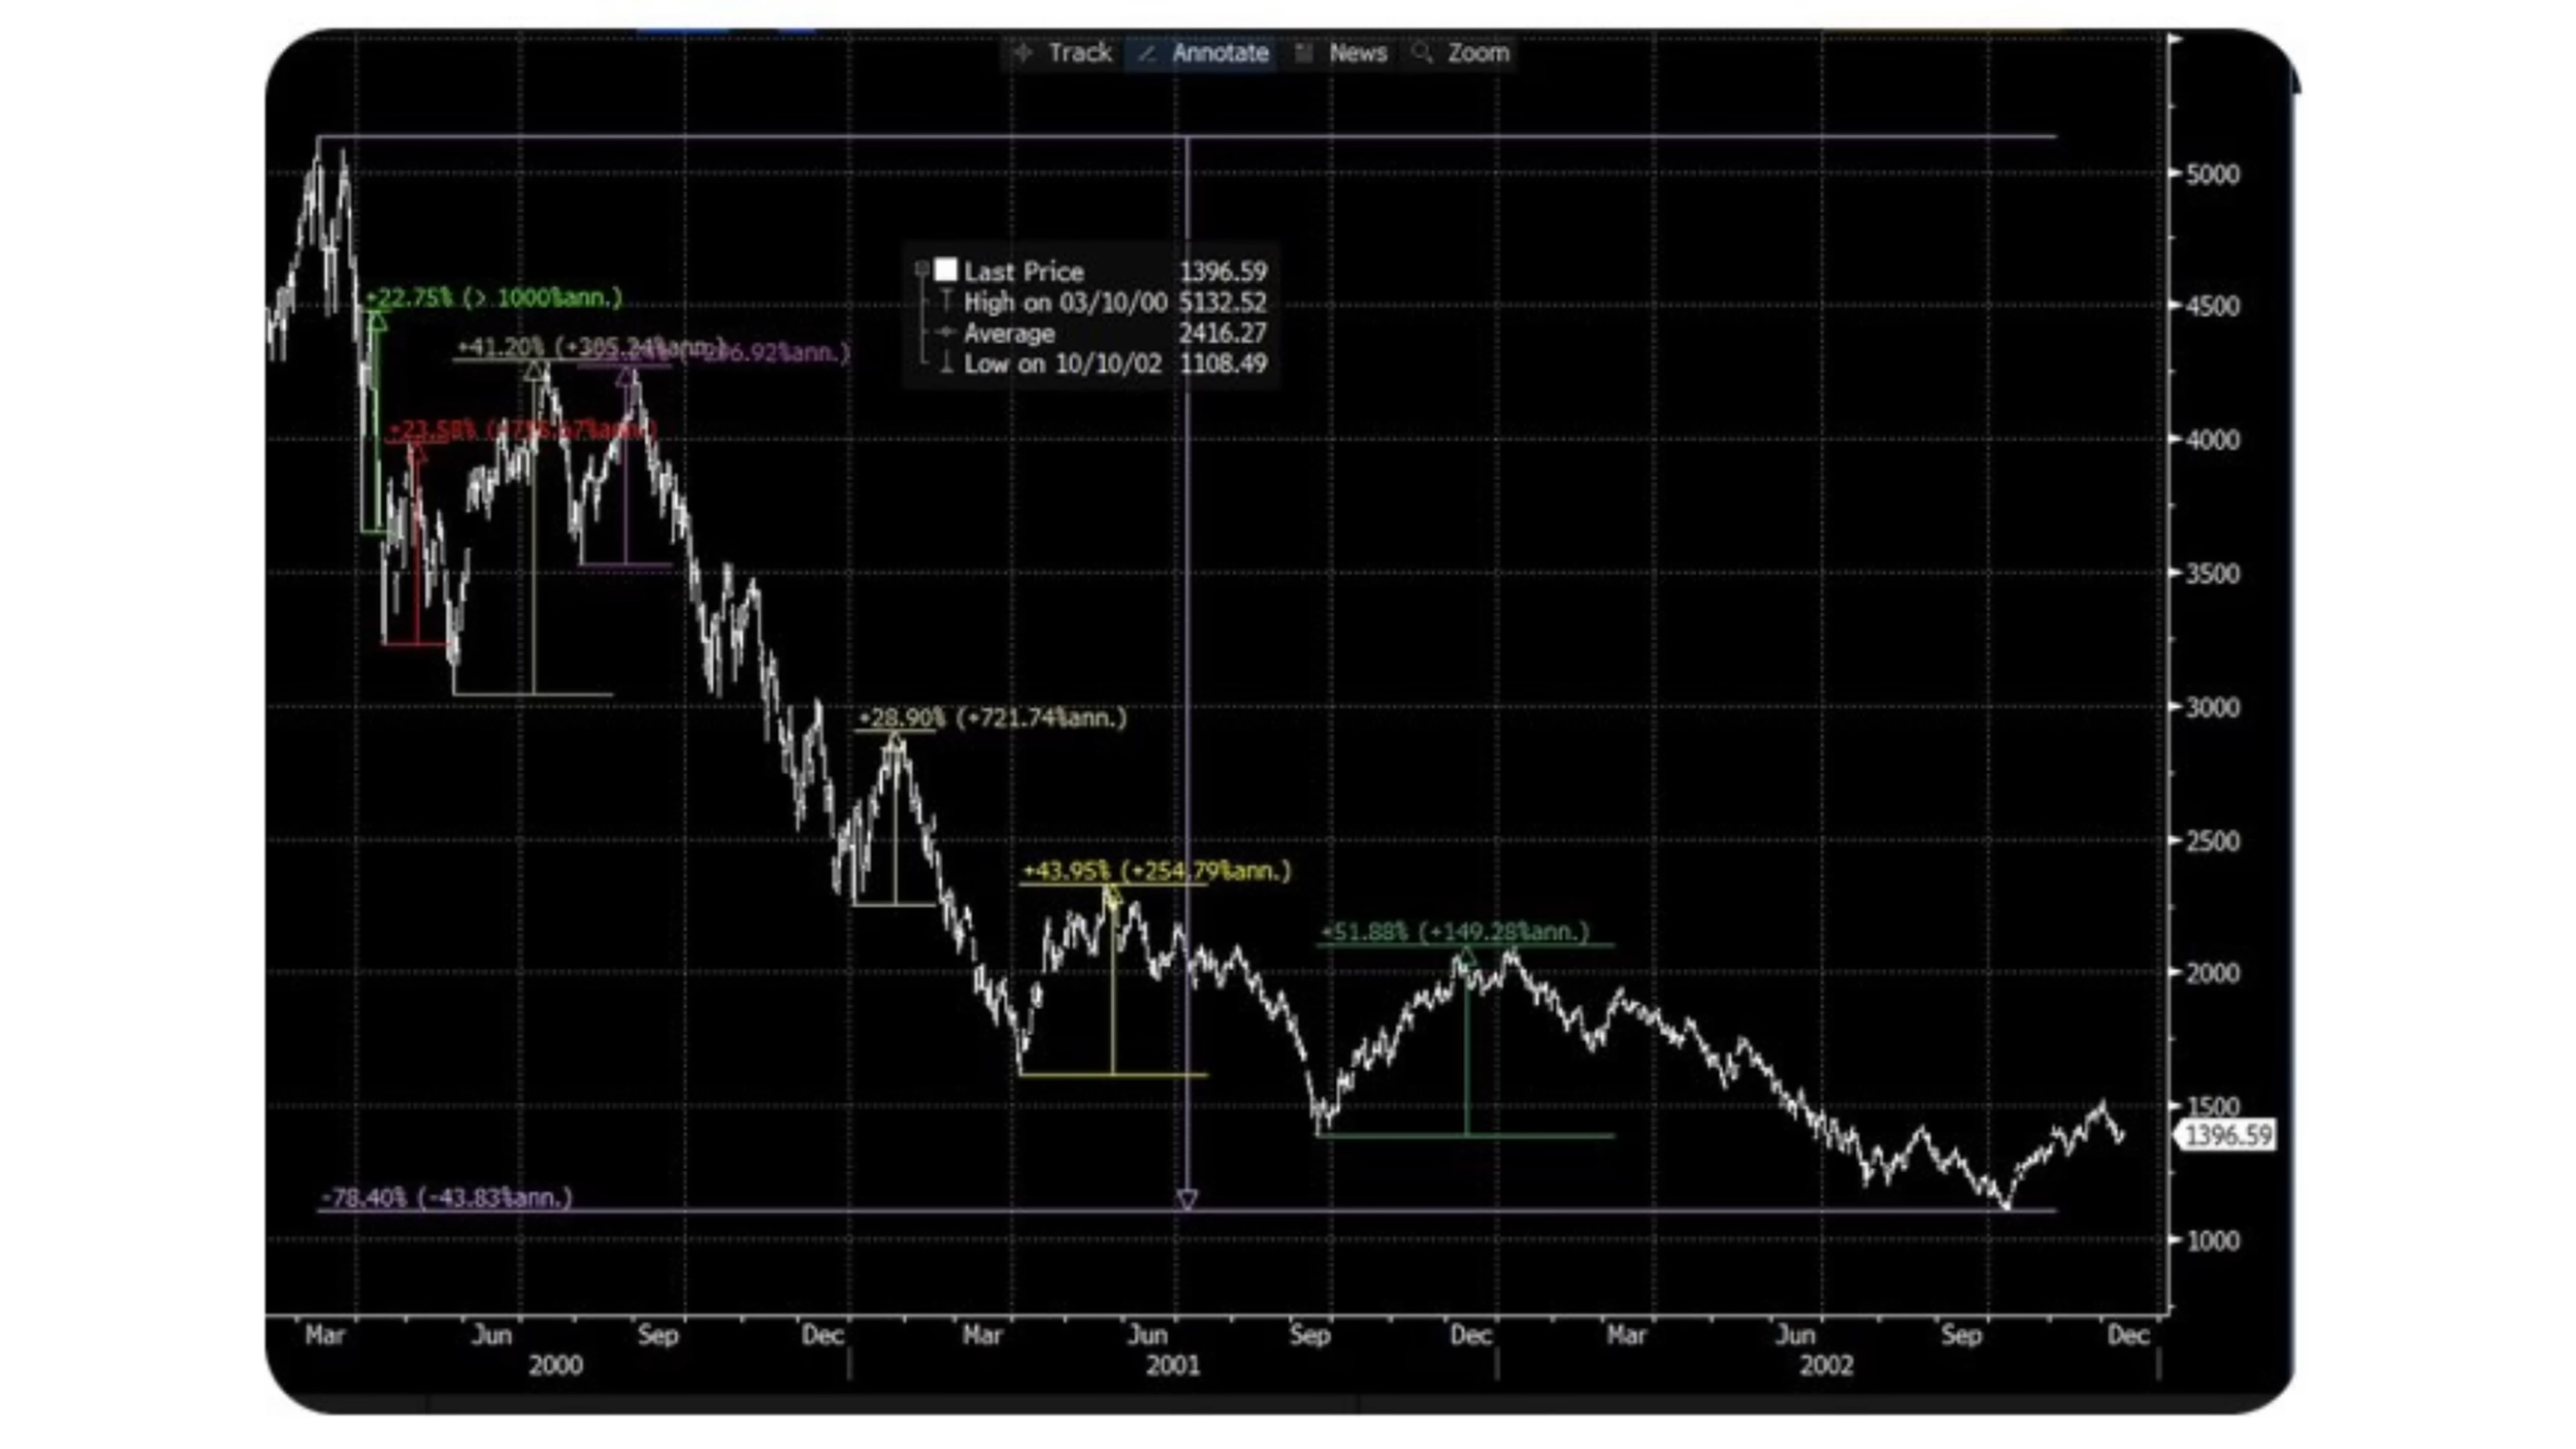 Track Annotate News Zoom
5000
Last Price 1396.59
High on 03/10/00 5132.52
Average 2416.27
Low on 10/10/02 1108.49
+22.75% (> 1000%ann.)
4500
+41.20% (+305.24%ann.)
4000
+23.58%
3500
3000
+28.90% (+721.74%ann.)
2500
+43.95% (+254.79%ann.)
+51.88% (+149.28%ann.)
2000
1500
1396.59
-78.40% (-43.83%ann.)
1000
Mar Jun Sep Dec Mar Jun Sep Dec Mar Jun Sep Dec
2000 2001 2002